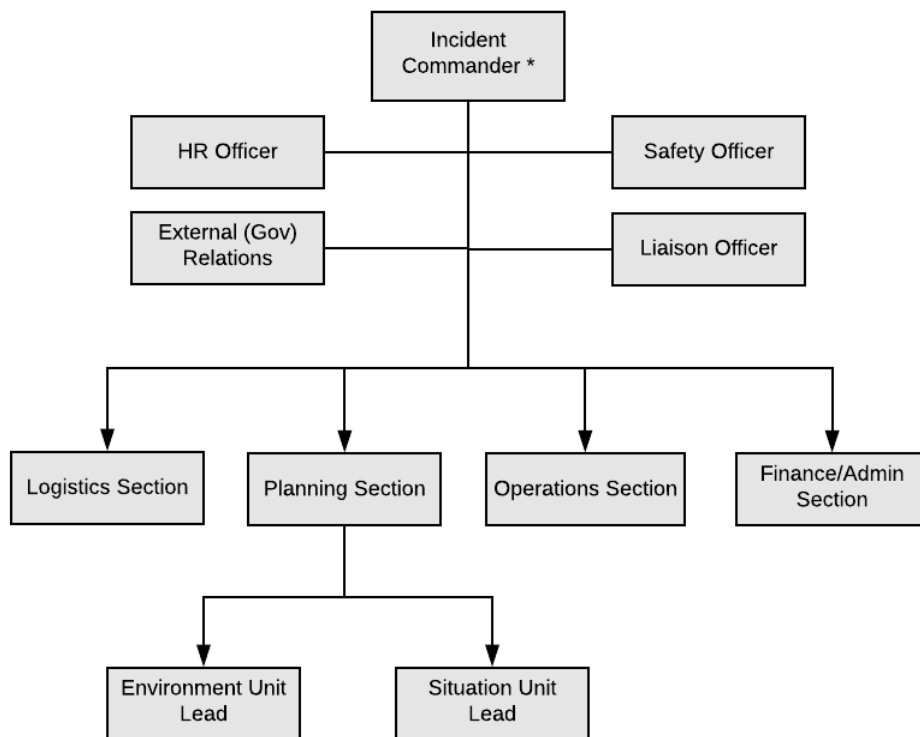 Incident
Commander *
HR Officer
Safety Officer
External (Gov)
Relations
Liaison Officer
Logistics Section
Planning Section
Operations Section
Finance/Admin
Section
Environment Unit
Lead
Situation Unit
Lead